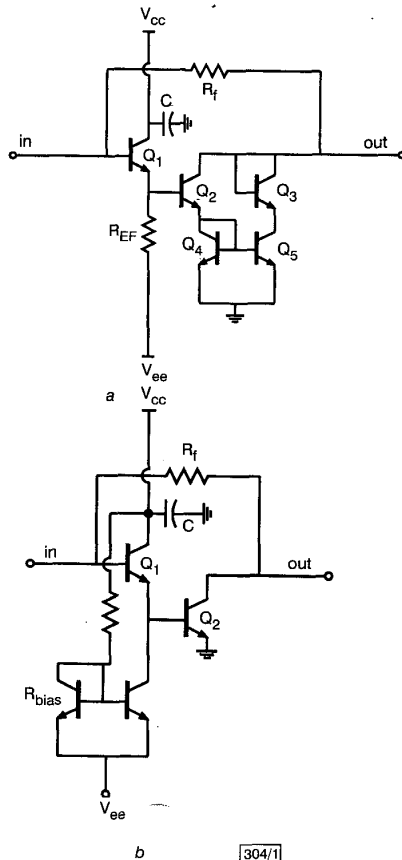 Vcc
Rf
C
in
out
Q1
Q2
Q3
REF
Q4
Q5
Vee
a
Vcc
Rf
C
in
out
Q1
Q2
Rbias
Vee
b
304/1